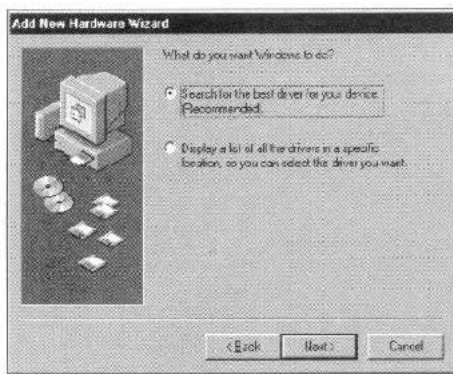 Add New Hardware Wizard
What do you want Windows to do?
Search for the best driver for your device.
(Recommended).
Display a list of all the drivers in a specific
location, so you can select the driver you want.
< Back
Next >
Cancel